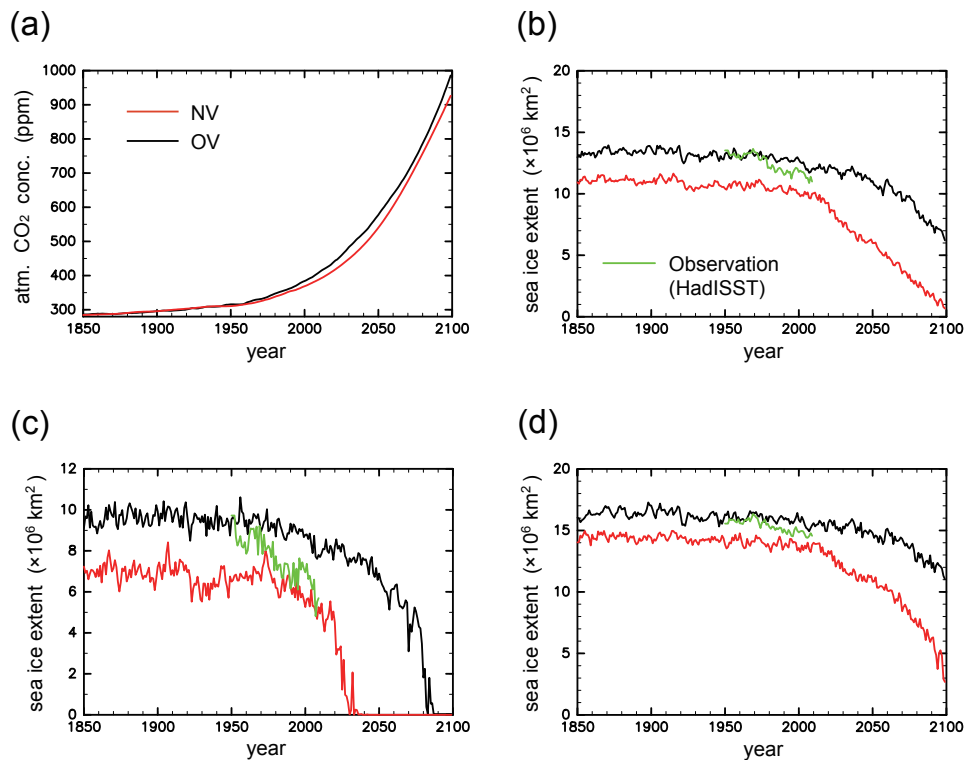 (a)
atm. CO₂ conc. (ppm)
1000
900
800
700
600
500
400
300
NV
OV
1850 1900 1950 2000 2050 2100
year
(b)
sea ice extent (×10⁶ km²)
20
15
10
5
0
Observation
(HadISST)
1850 1900 1950 2000 2050 2100
year
(c)
sea ice extent (×10⁶ km²)
12
10
8
6
4
2
0
1850 1900 1950 2000 2050 2100
year
(d)
sea ice extent (×10⁶ km²)
20
15
10
5
0
1850 1900 1950 2000 2050 2100
year